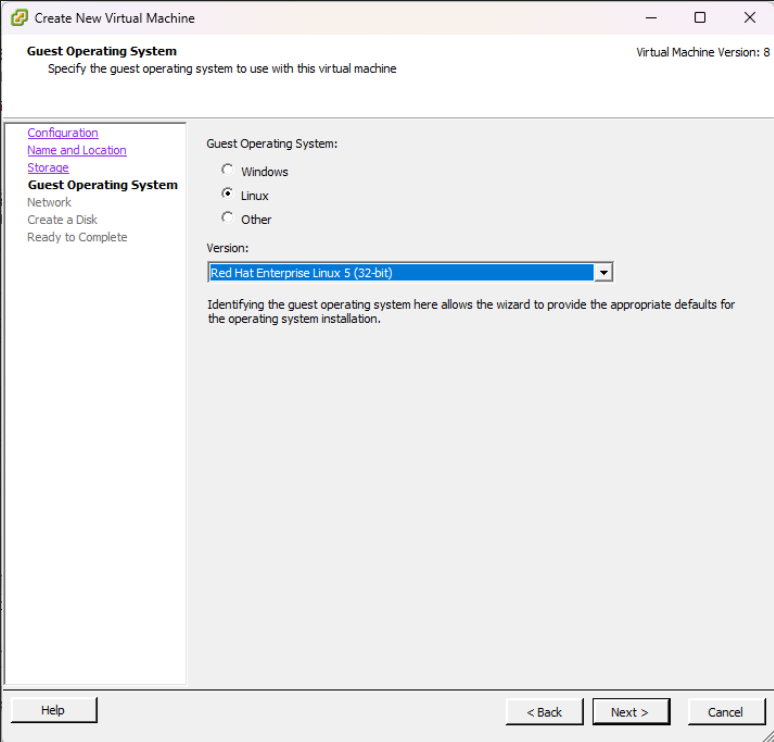 Create New Virtual Machine
Guest Operating System
Specify the guest operating system to use with this virtual machine
Virtual Machine Version: 8
Configuration
Name and Location
Storage
Guest Operating System
Network
Create a Disk
Ready to Complete
Guest Operating System:
Windows
Linux
Other
Version:
Red Hat Enterprise Linux 5 (32-bit)
Identifying the guest operating system here allows the wizard to provide the appropriate defaults for
the operating system installation.
Help
< Back
Next >
Cancel